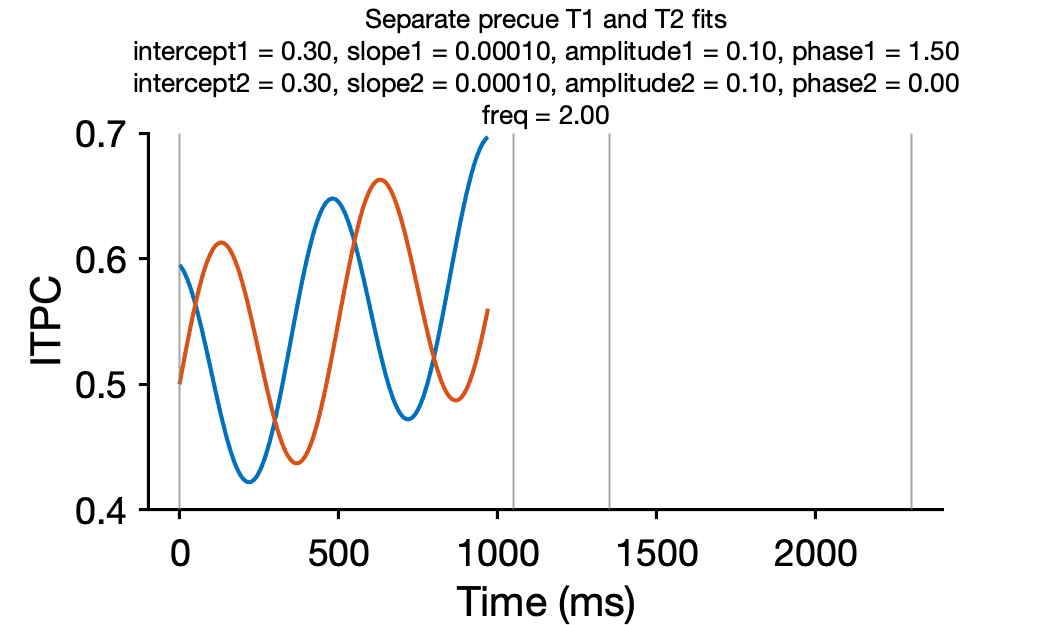 Separate precue T1 and T2 fits
intercept1 = 0.30, slope1 = 0.00010, amplitude1 = 0.10, phase1 = 1.50
intercept2 = 0.30, slope2 = 0.00010, amplitude2 = 0.10, phase2 = 0.00
freq = 2.00
0.7
0.6
0.5
0.4
ITPC
0 500 1000 1500 2000
Time (ms)